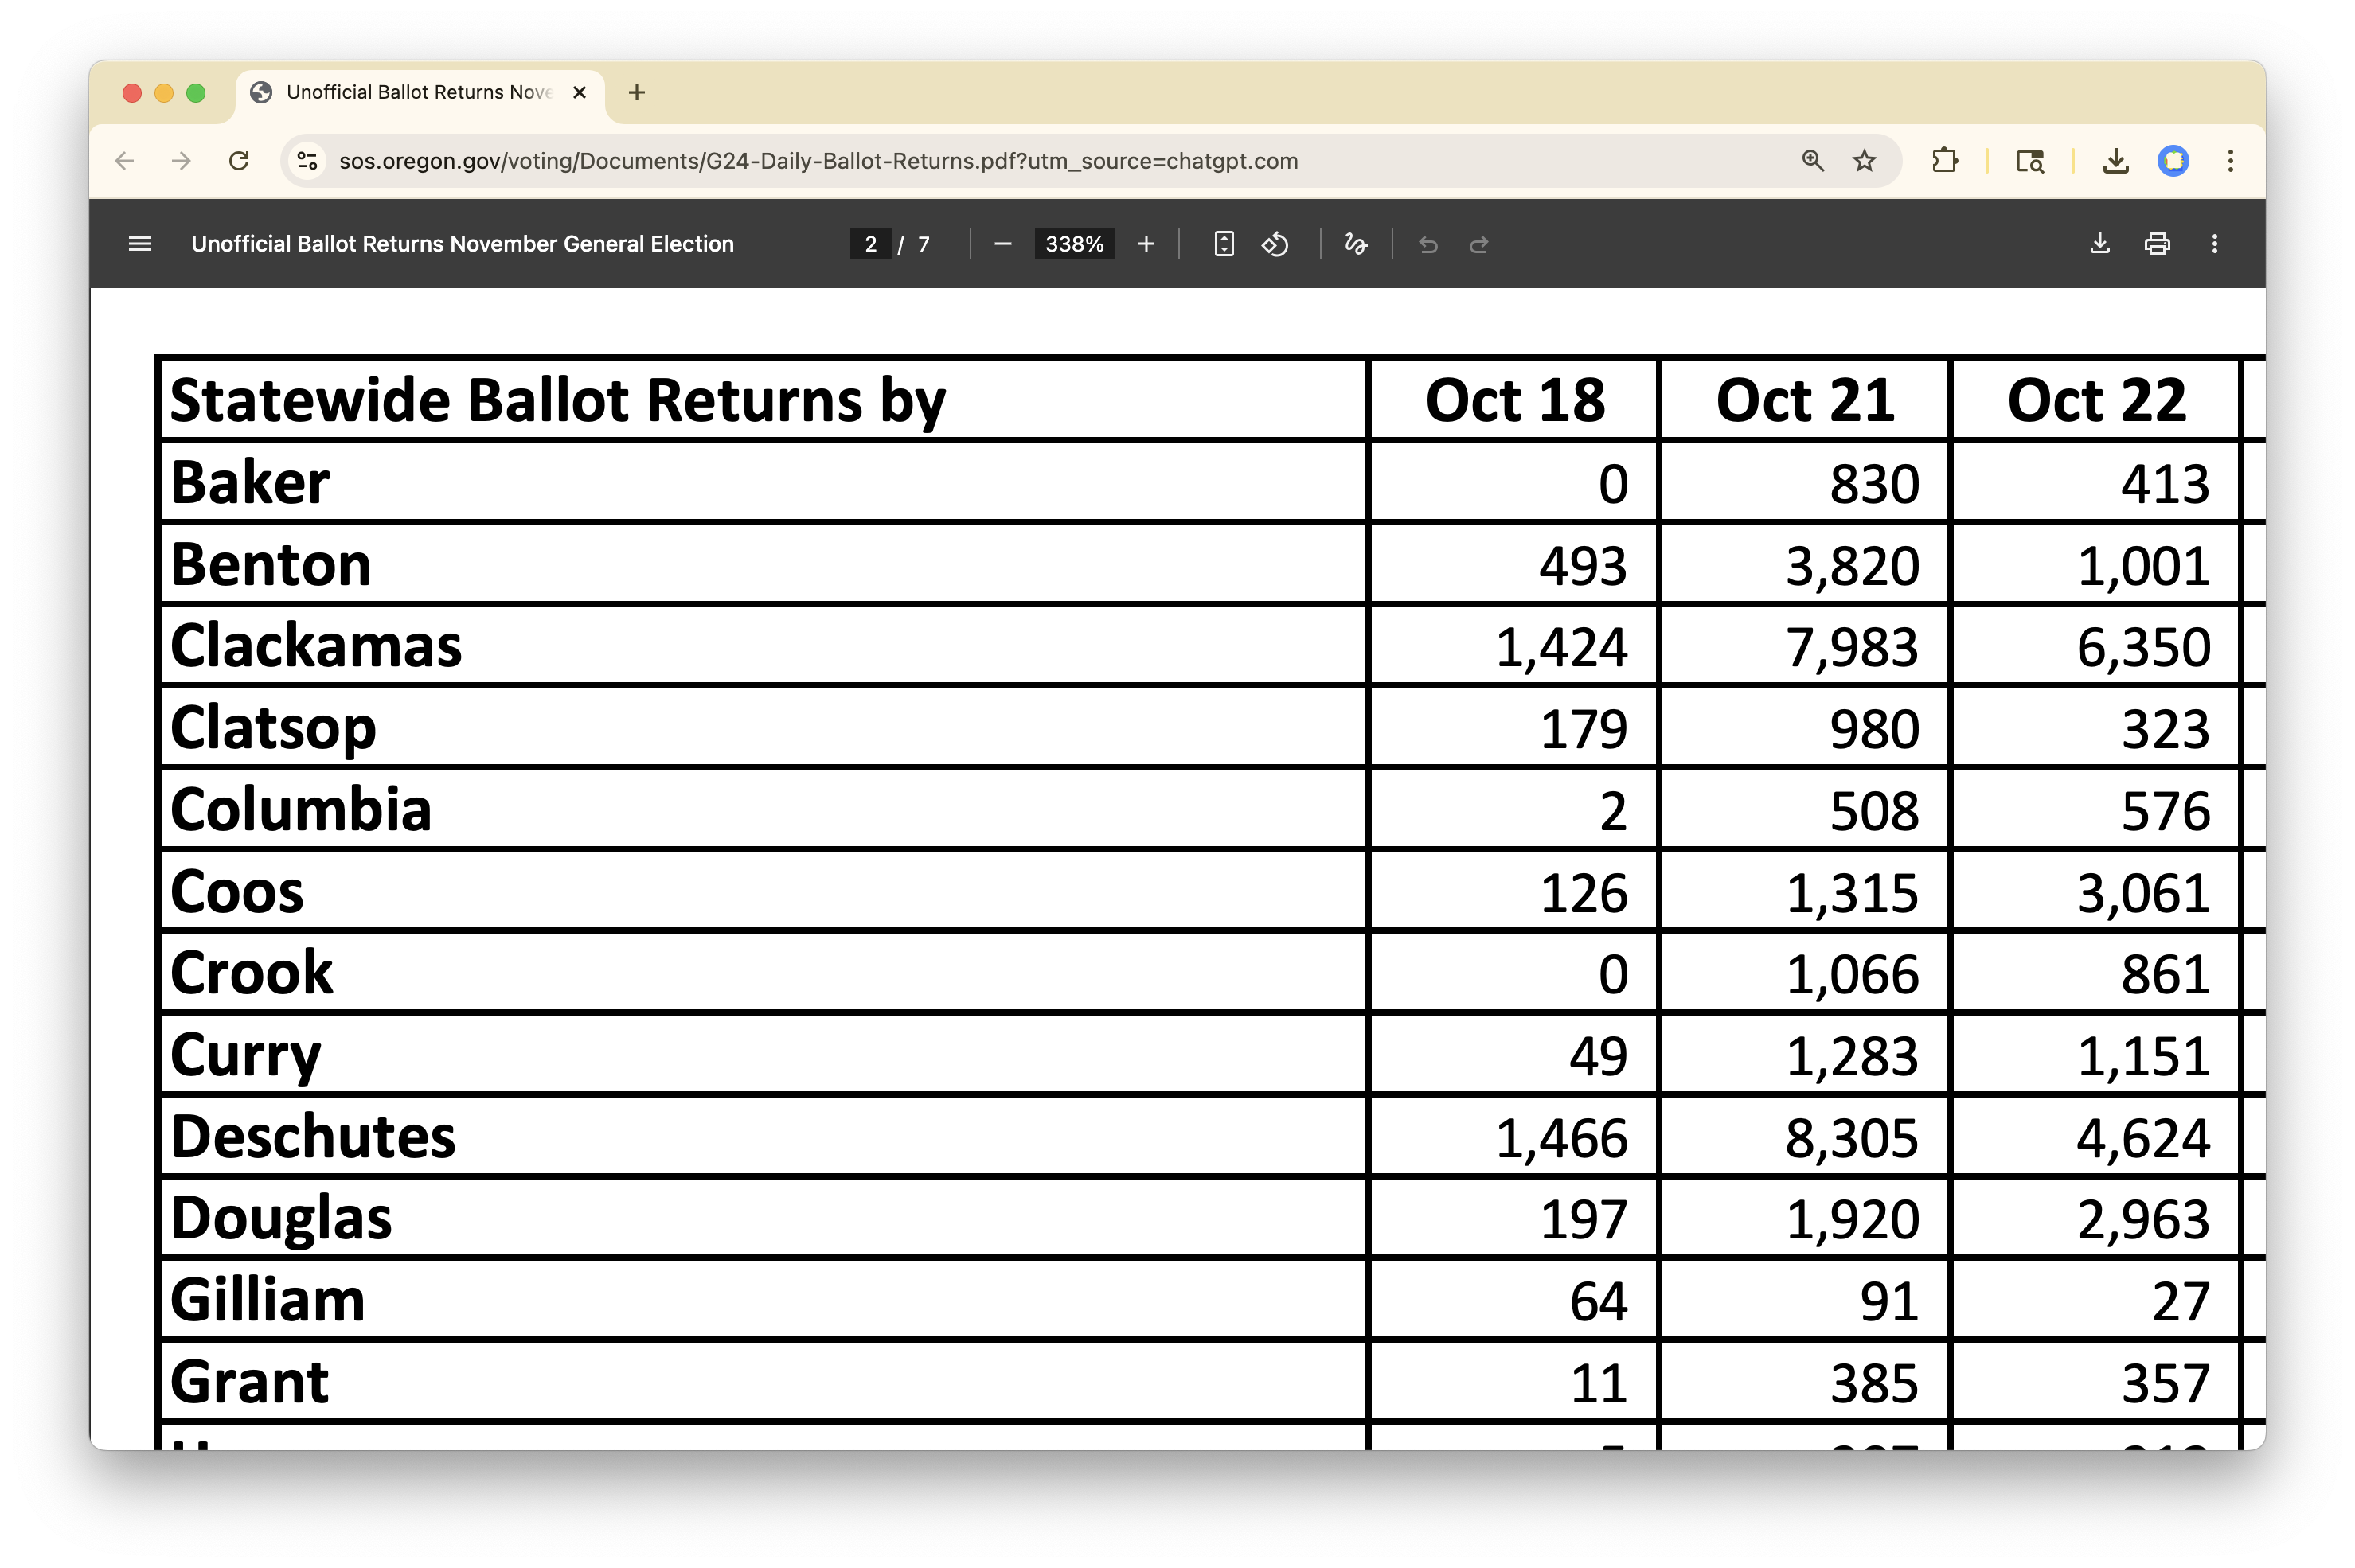 Unofficial Ballot Returns Nove
sos.oregon.gov/voting/Documents/G24-Daily-Ballot-Returns.pdf?utm_source=chatgpt.com
Unofficial Ballot Returns November General Election 2 / 7 338%
Statewide Ballot Returns by Oct 18 Oct 21 Oct 22
Baker 0 830 413
Benton 493 3,820 1,001
Clackamas 1,424 7,983 6,350
Clatsop 179 980 323
Columbia 2 508 576
Coos 126 1,315 3,061
Crook 0 1,066 861
Curry 49 1,283 1,151
Deschutes 1,466 8,305 4,624
Douglas 197 1,920 2,963
Gilliam 64 91 27
Grant 11 385 357